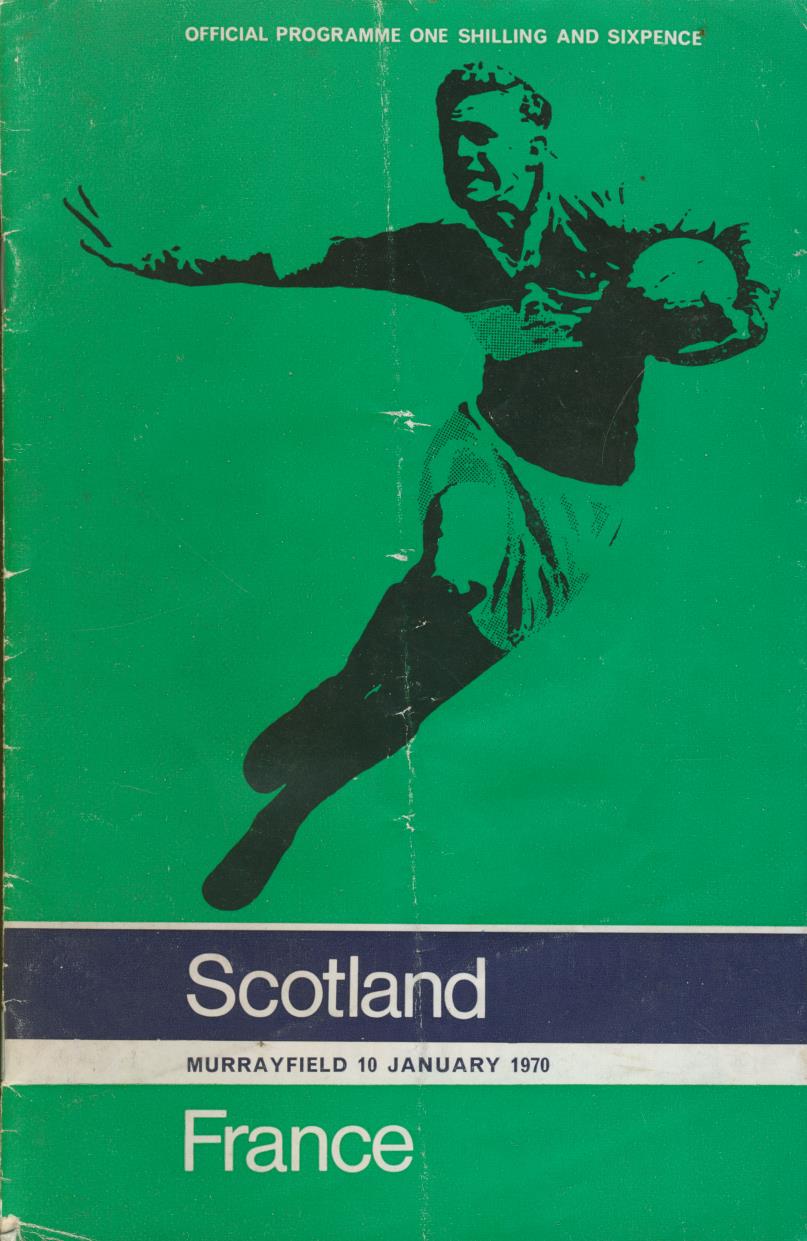 OFFICIAL PROGRAMME ONE SHILLING AND SIXPENCE
Scotland
MURRAYFIELD 10 JANUARY 1970
France